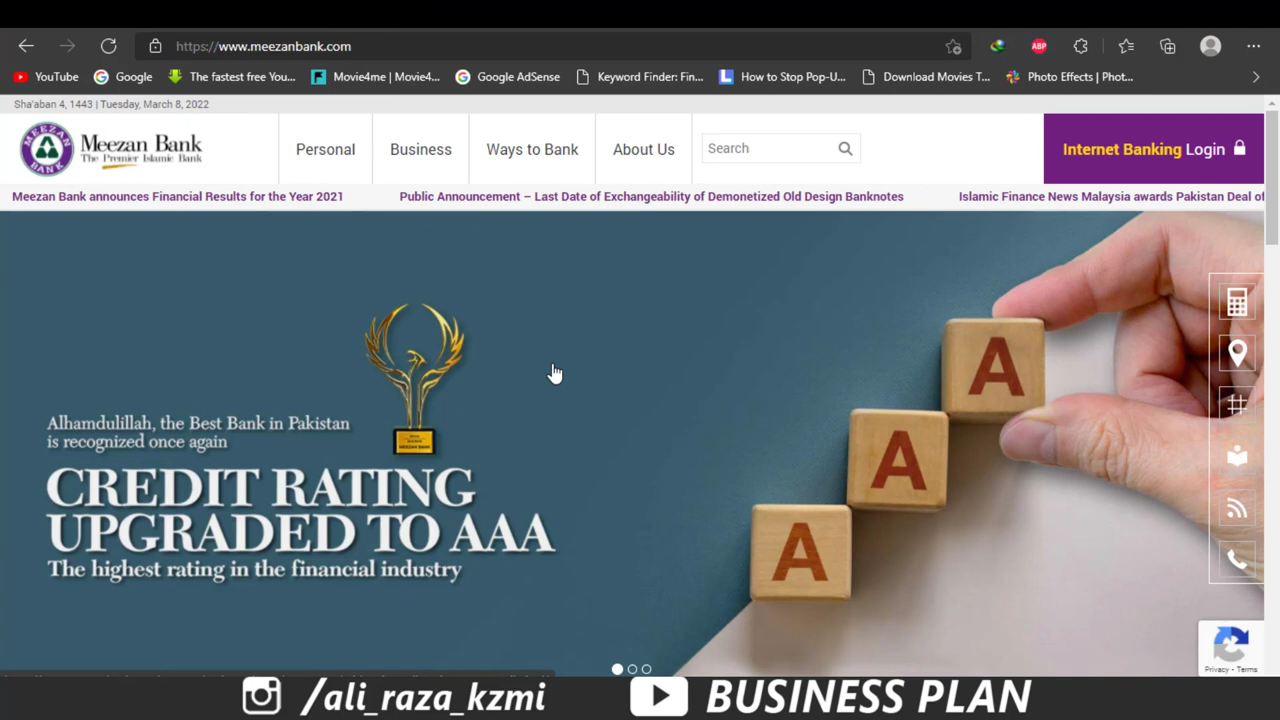 https://www.meezanbank.com
ABP
YouTube
Google
The fastest free You...
Movie4me | Movie4...
Google AdSense
Keyword Finder: Fin...
How to Stop Pop-U...
Download Movies T...
Photo Effects | Phot...
Sha'aban 4, 1443 | Tuesday, March 8, 2022
MEEZAN BANK
Meezan Bank
The Premier Islamic Bank
Personal
Business
Ways to Bank
About Us
Search
Internet Banking Login
Meezan Bank announces Financial Results for the Year 2021
Public Announcement – Last Date of Exchangeability of Demonetized Old Design Banknotes
Islamic Finance News Malaysia awards Pakistan Deal of
Alhamdulillah, the Best Bank in Pakistan
is recognized once again
CREDIT RATING
UPGRADED TO AAA
The highest rating in the financial industry
A
A
A
Privacy - Terms
/ali_raza_kzmi
BUSINESS PLAN